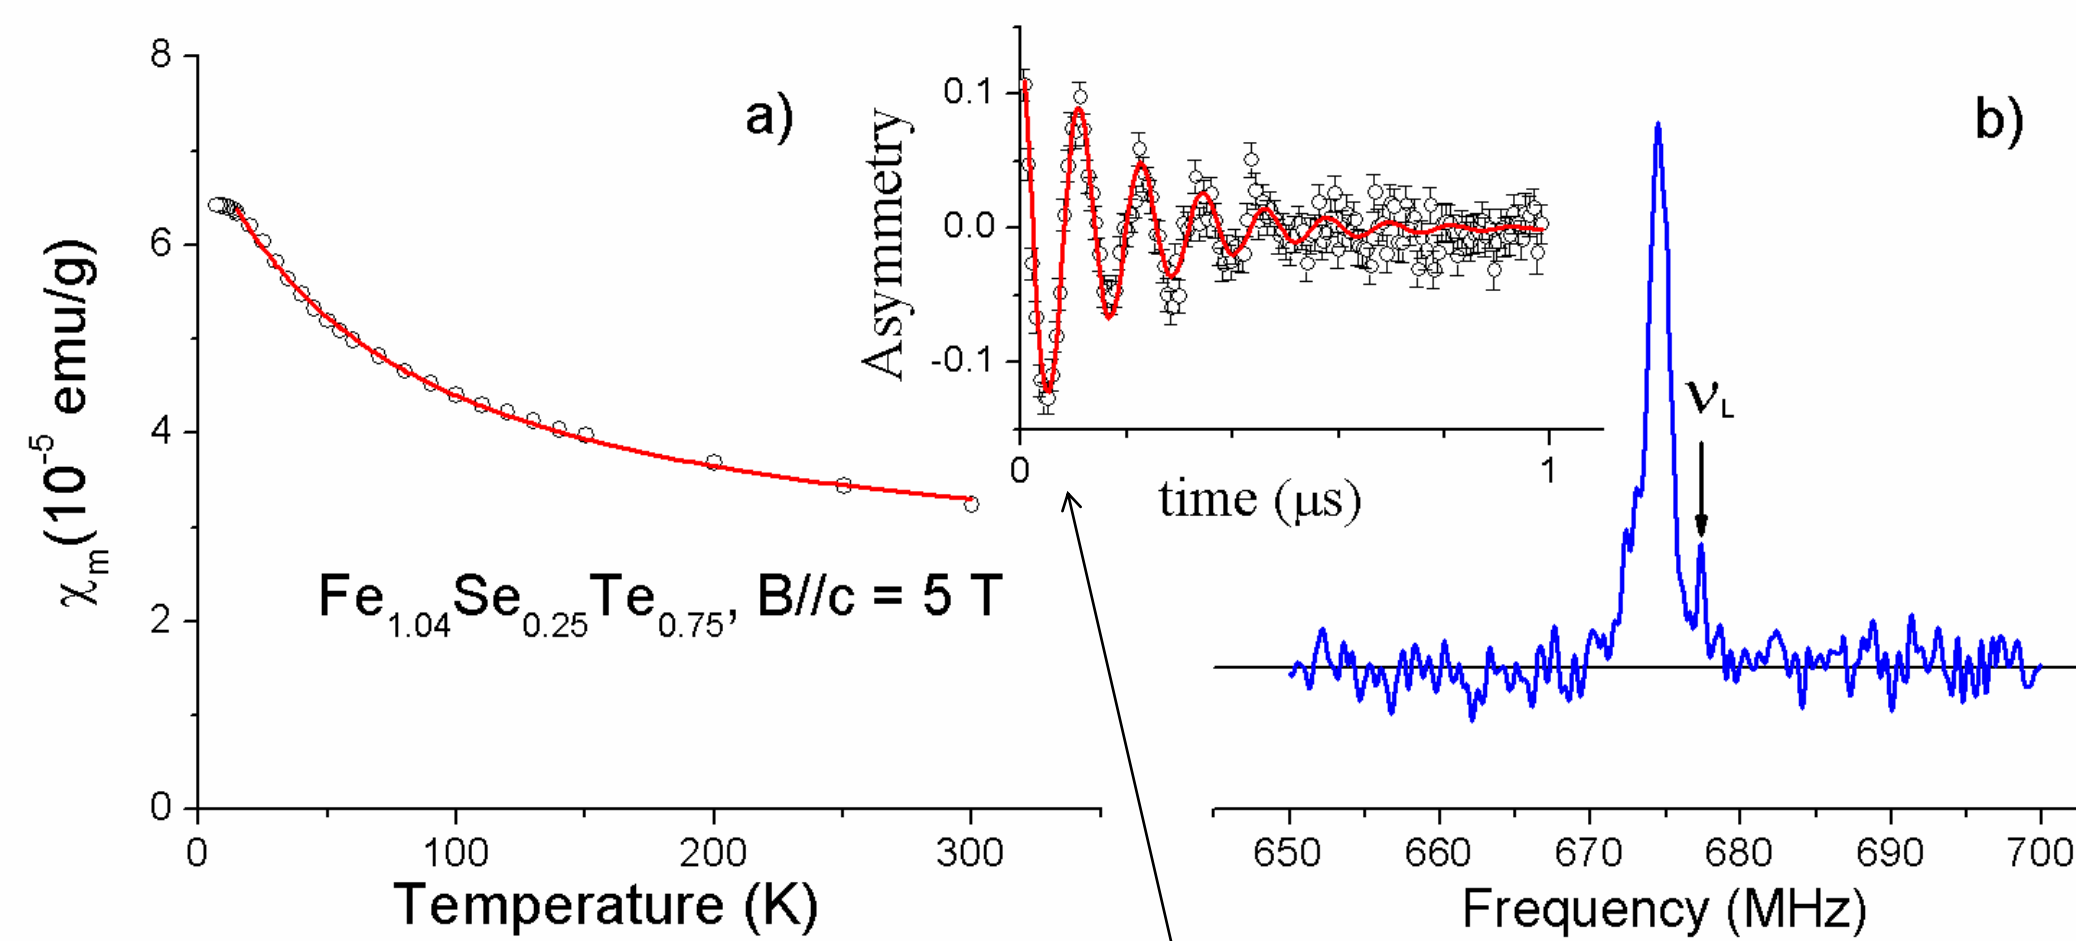 a)
8
6
4
2
0
χm (10-5 emu/g)
0 100 200 300
Temperature (K)
Fe1.04Se0.25Te0.75, B//c = 5 T
0.1
0.0
-0.1
Asymmetry
0 1
time (μs)
b)
νL
650 660 670 680 690 700
Frequency (MHz)